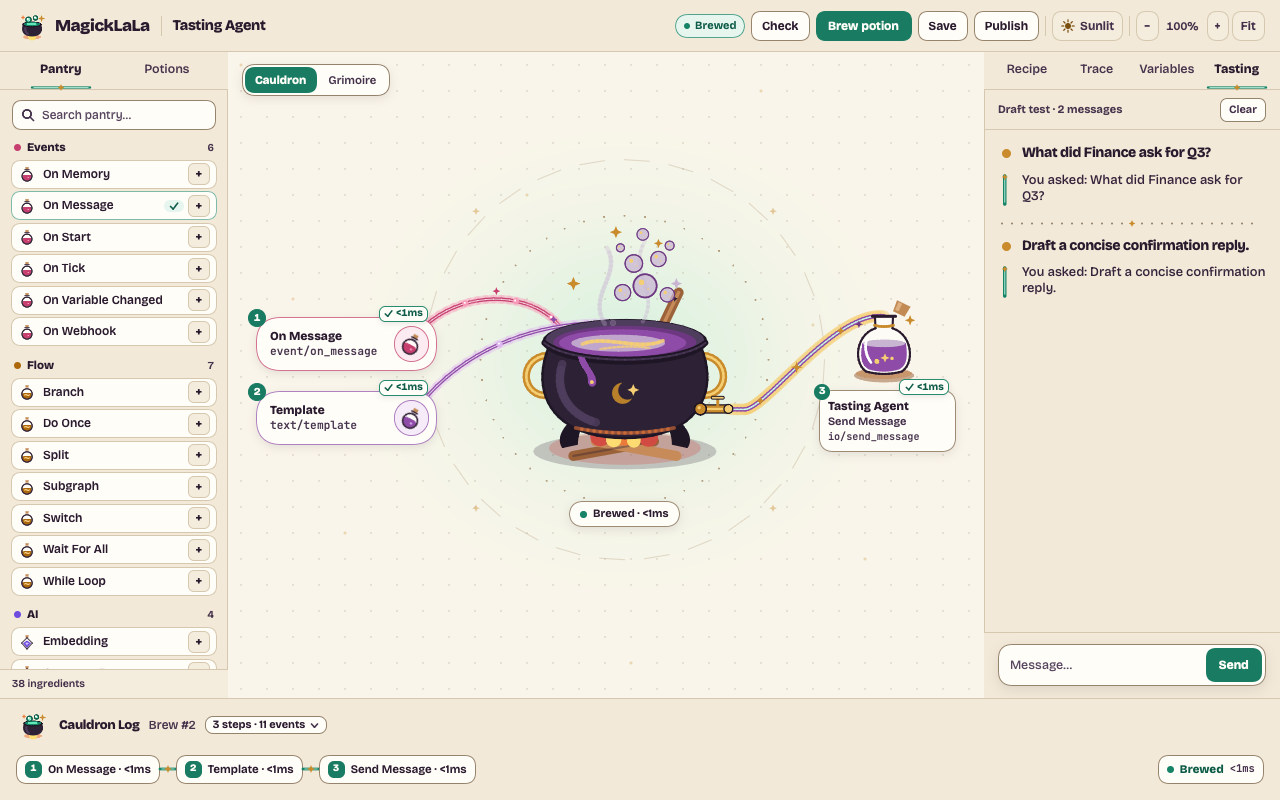 MagickLaLa
Tasting Agent
Brewed
Check
Brew potion
Save
Publish
Sunlit
−
100%
+
Fit
Pantry
Potions
Search pantry...
Events 6
On Memory +
On Message +
On Start +
On Tick +
On Variable Changed +
On Webhook +
Flow 7
Branch +
Do Once +
Split +
Subgraph +
Switch +
Wait For All +
While Loop +
AI 4
Embedding +
38 ingredients
Cauldron
Grimoire
1
<1ms
On Message
event/on_message
2
<1ms
Template
text/template
Brewed · <1ms
3
<1ms
Tasting Agent
Send Message
io/send_message
Recipe
Trace
Variables
Tasting
Draft test · 2 messages
Clear
What did Finance ask for Q3?
You asked: What did Finance ask for
Q3?
Draft a concise confirmation reply.
You asked: Draft a concise confirmation
reply.
Message...
Send
Cauldron Log
Brew #2
3 steps · 11 events
1 On Message · <1ms
2 Template · <1ms
3 Send Message · <1ms
Brewed <1ms